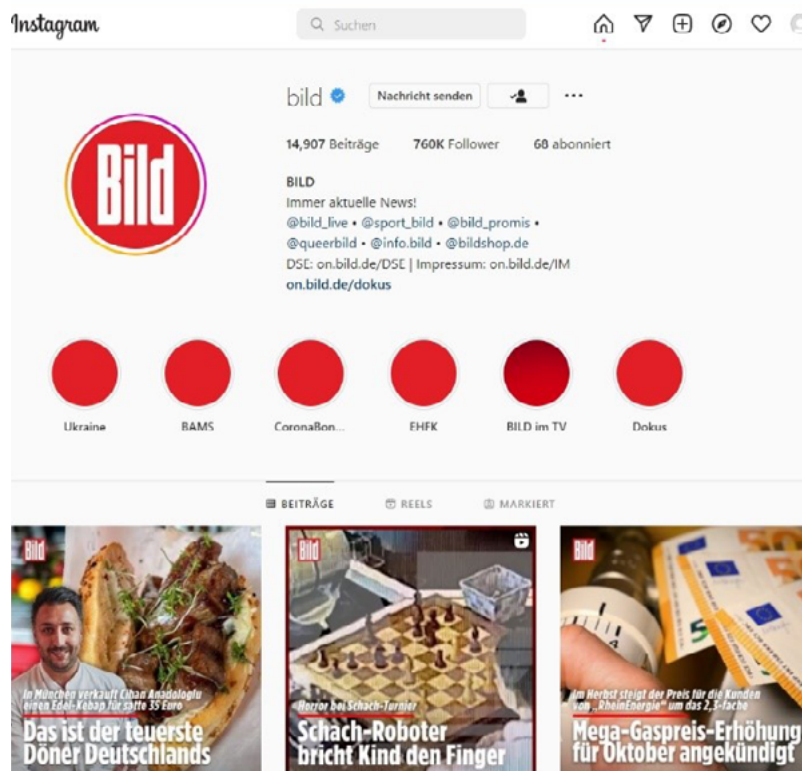 Instagram
Suchen
bild
Nachricht senden
14,907 Beiträge 760K Follower 68 abonniert
BILD
Immer aktuelle News!
@bild_live • @sport_bild • @bild_promis •
@queerbild • @info.bild • @bildshop.de
DSE: on.bild.de/DSE | Impressum: on.bild.de/IM
on.bild.de/dokus
Bild
Ukraine
BAMS
CoronaBon...
EHFK
BILD im TV
Dokus
BEITRÄGE
REELS
MARKIERT
Bild
In München verkauft Cihan Anadologlu
einen Edel-Kebap für satte 35 Euro
Das ist der teuerste
Döner Deutschlands
Bild
Horror bei Schach-Turnier
Schach-Roboter
bricht Kind den Finger
Bild
Im Herbst steigt der Preis für die Kunden
von „RheinEnergie" um das 2,3-fache
Mega-Gaspreis-Erhöhung
für Oktober angekündigt